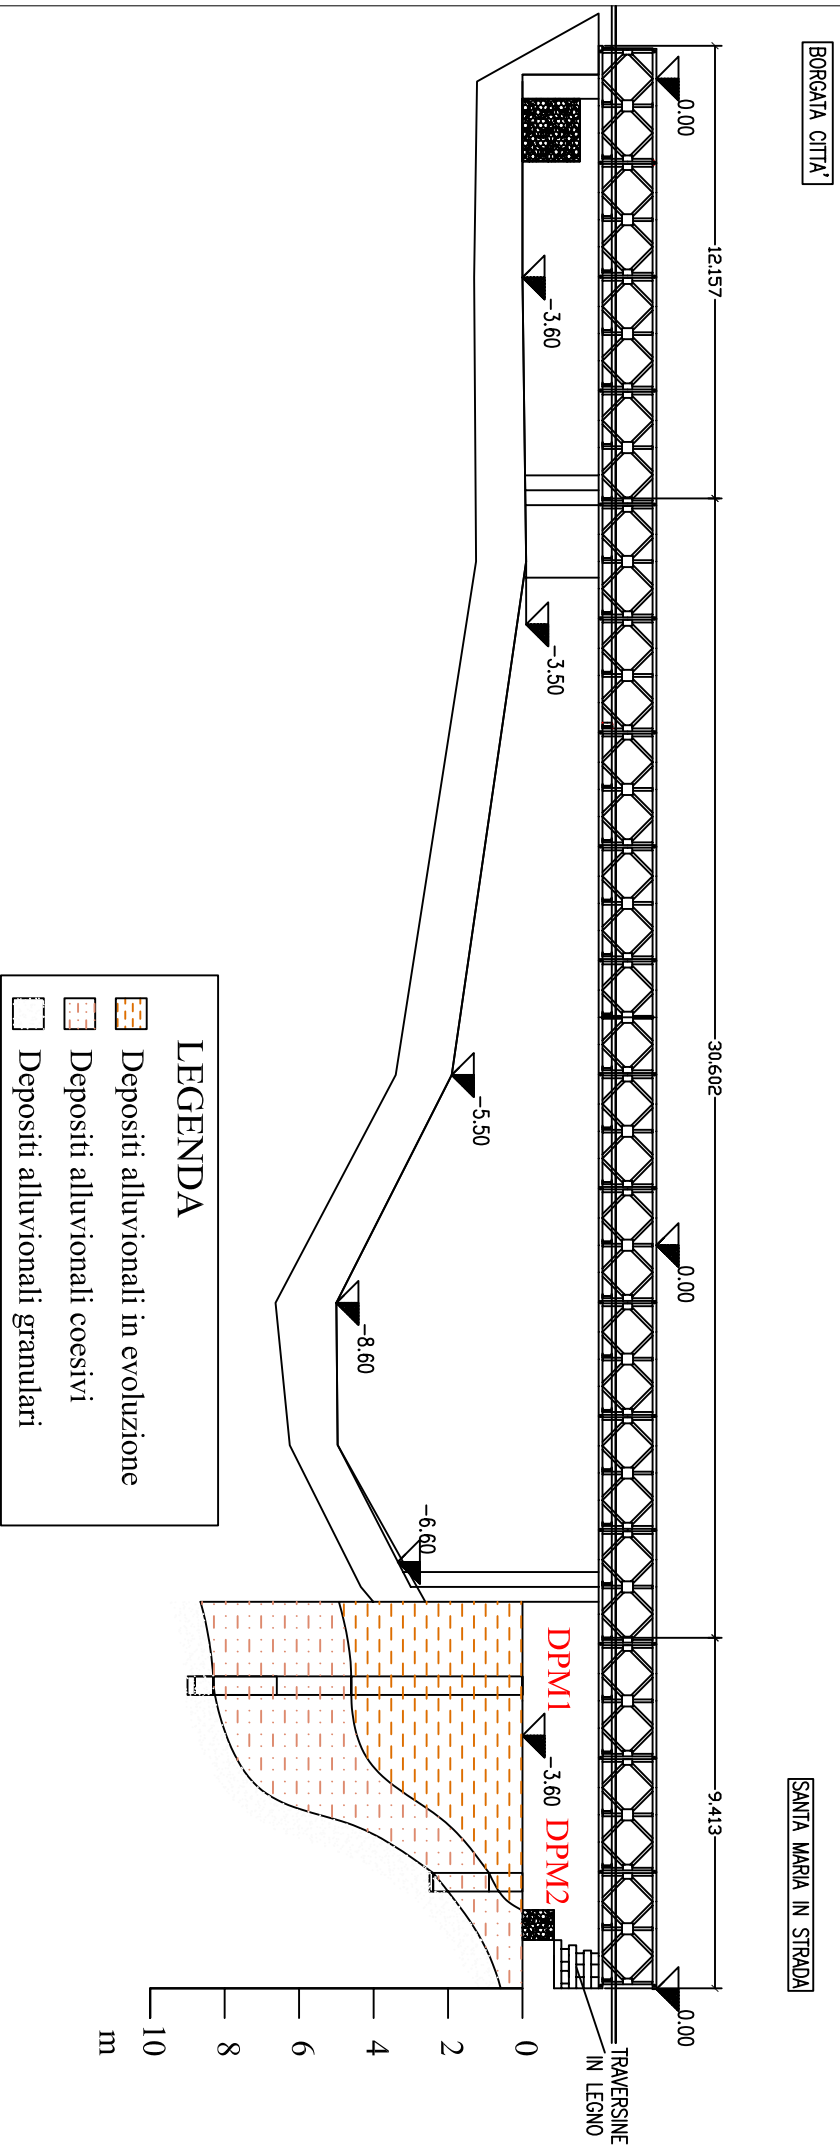 BORGATA CITTA'
SANTA MARIA IN STRADA
12.157
30.602
9.413
0.00
0.00
0.00
-3.60
-3.50
-5.50
-8.60
-6.60
-3.60
DPM1
DPM2
TRAVERSINE
IN LEGNO
0
2
4
6
8
10
m
LEGENDA
Depositi alluvionali in evoluzione
Depositi alluvionali coesivi
Depositi alluvionali granulari